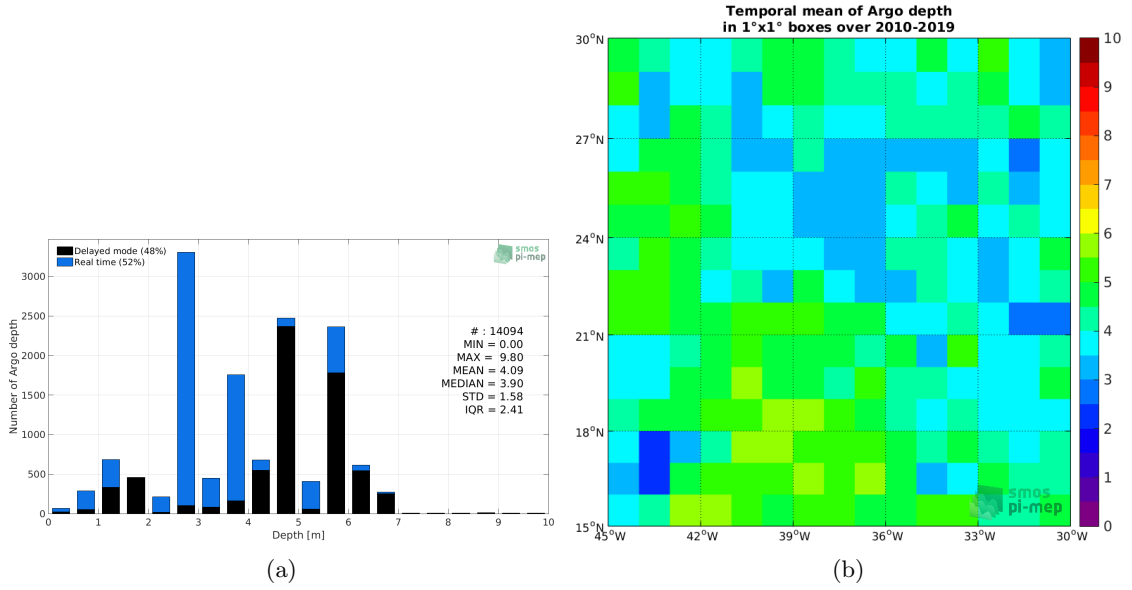 Delayed mode (48%)
Real time (52%)
smos
pi-mep
Number of Argo depth
3000
2500
2000
1500
1000
500
0
# : 14094
MIN = 0.00
MAX = 9.80
MEAN = 4.09
MEDIAN = 3.90
STD = 1.58
IQR = 2.41
0 1 2 3 4 5 6 7 8 9 10
Depth [m]
(a)
Temporal mean of Argo depth
in 1°x1° boxes over 2010-2019
30°N
27°N
24°N
21°N
18°N
15°N
45°W 42°W 39°W 36°W 33°W 30°W
smos
pi-mep
10
9
8
7
6
5
4
3
2
1
0
(b)